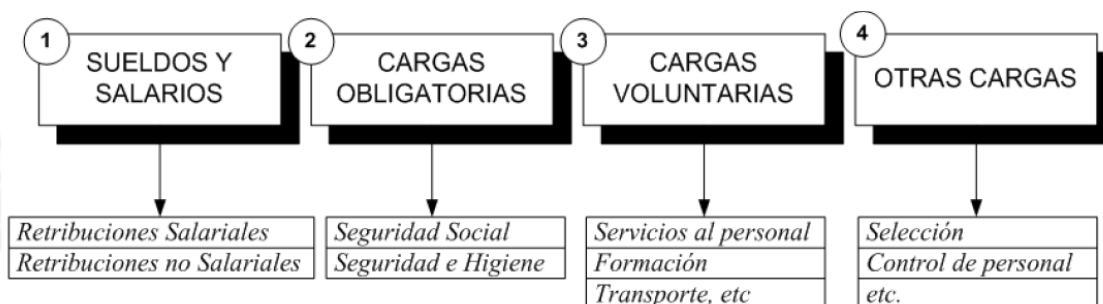 1
SUELDOS Y
SALARIOS
Retribuciones Salariales
Retribuciones no Salariales
2
CARGAS
OBLIGATORIAS
Seguridad Social
Seguridad e Higiene
3
CARGAS
VOLUNTARIAS
Servicios al personal
Formación
Transporte, etc
4
OTRAS CARGAS
Selección
Control de personal
etc.